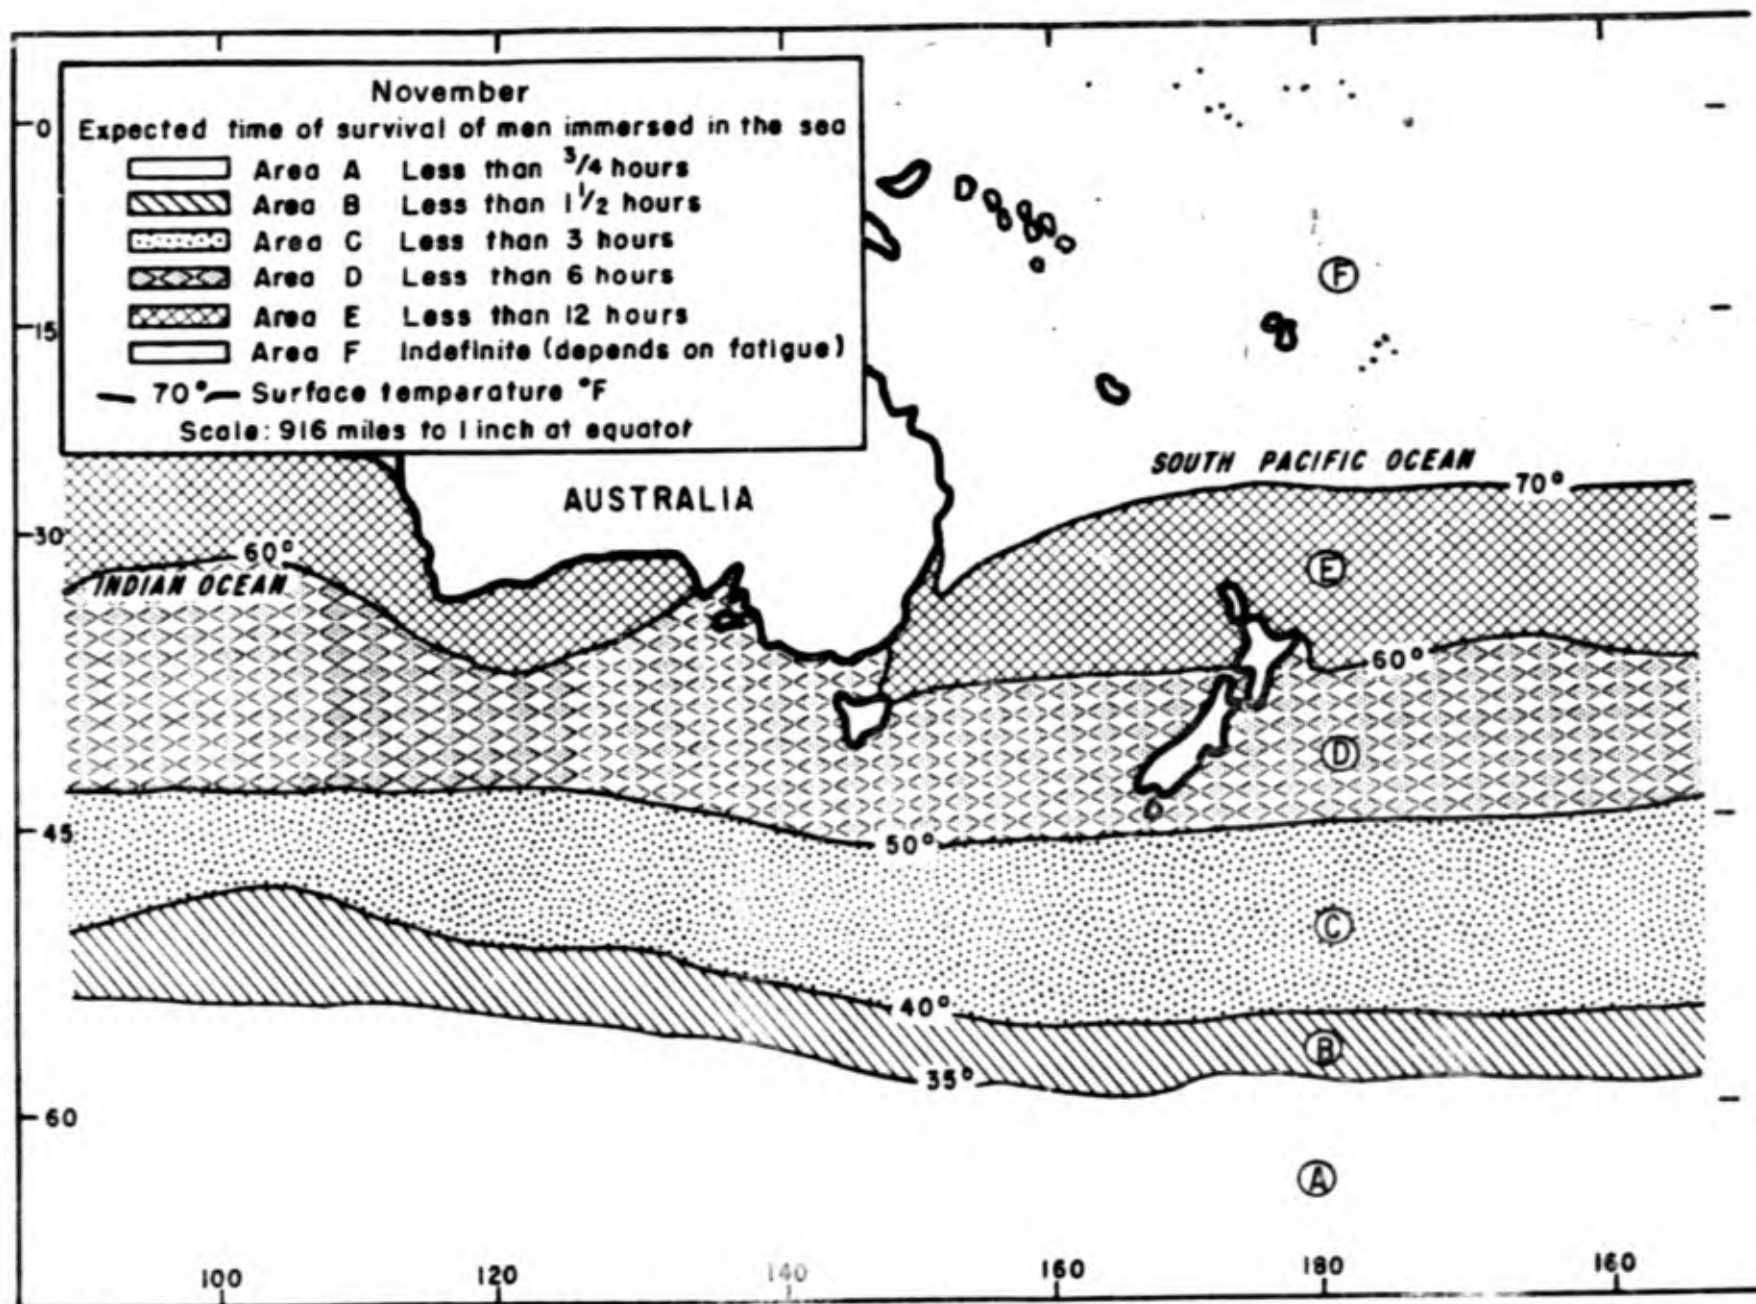 November
Expected time of survival of men immersed in the sea
Area A Less than 3/4 hours
Area B Less than 1 1/2 hours
Area C Less than 3 hours
Area D Less than 6 hours
Area E Less than 12 hours
Area F Indefinite (depends on fatigue)
70° Surface temperature °F
Scale: 916 miles to 1 inch at equator
0
15
30
45
60
F
SOUTH PACIFIC OCEAN
70°
AUSTRALIA
60°
INDIAN OCEAN
E
60°
D
50°
C
40°
B
35°
A
100
120
140
160
180
160